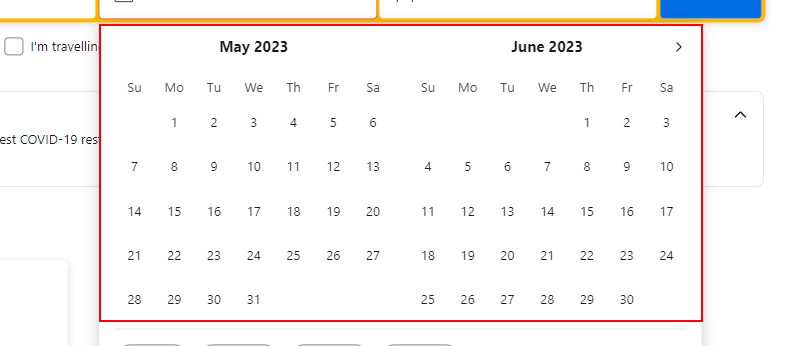 I'm travellin
May 2023
June 2023
Su Mo Tu We Th Fr Sa
Su Mo Tu We Th Fr Sa
1 2 3 4 5 6
1 2 3
7 8 9 10 11 12 13
4 5 6 7 8 9 10
14 15 16 17 18 19 20
11 12 13 14 15 16 17
21 22 23 24 25 26 27
18 19 20 21 22 23 24
28 29 30 31
25 26 27 28 29 30
est COVID-19 res